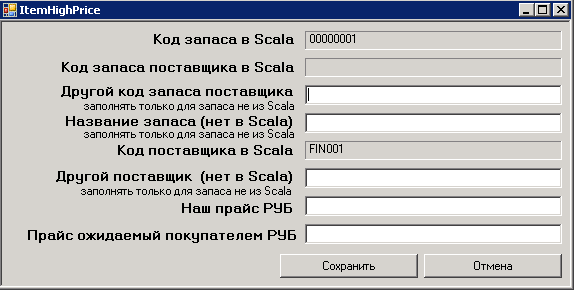 ItemHighPrice
Код запаса в Scala 00000001
Код запаса поставщика в Scala
Другой код запаса поставщика
заполнять только для запаса не из Scala
Название запаса (нет в Scala)
заполнять только для запаса не из Scala
Код поставщика в Scala FIN001
Другой поставщик (нет в Scala)
заполнять только для запаса не из Scala
Наш прайс РУБ
Прайс ожидаемый покупателем РУБ
Сохранить Отмена